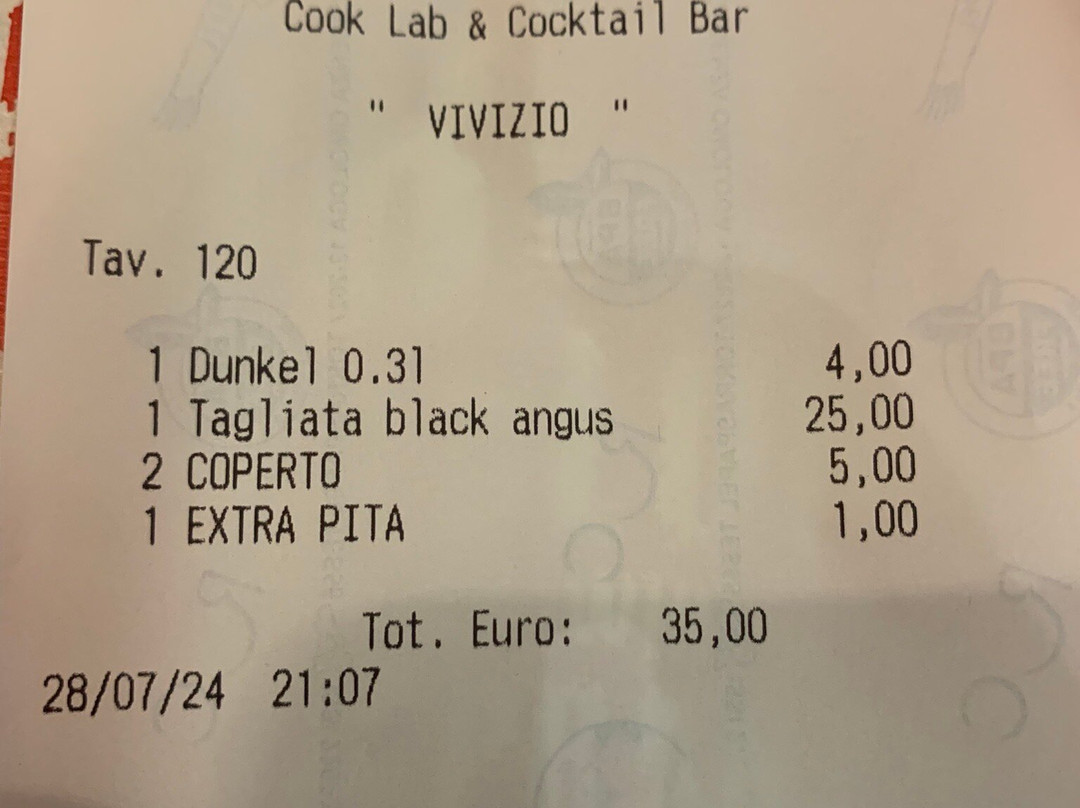 Cook Lab & Cocktail Bar
" VIVIZIO "
Tav. 120
1 Dunkel 0.3l 4,00
1 Tagliata black angus 25,00
2 COPERTO 5,00
1 EXTRA PITA 1,00
Tot. Euro: 35,00
28/07/24 21:07